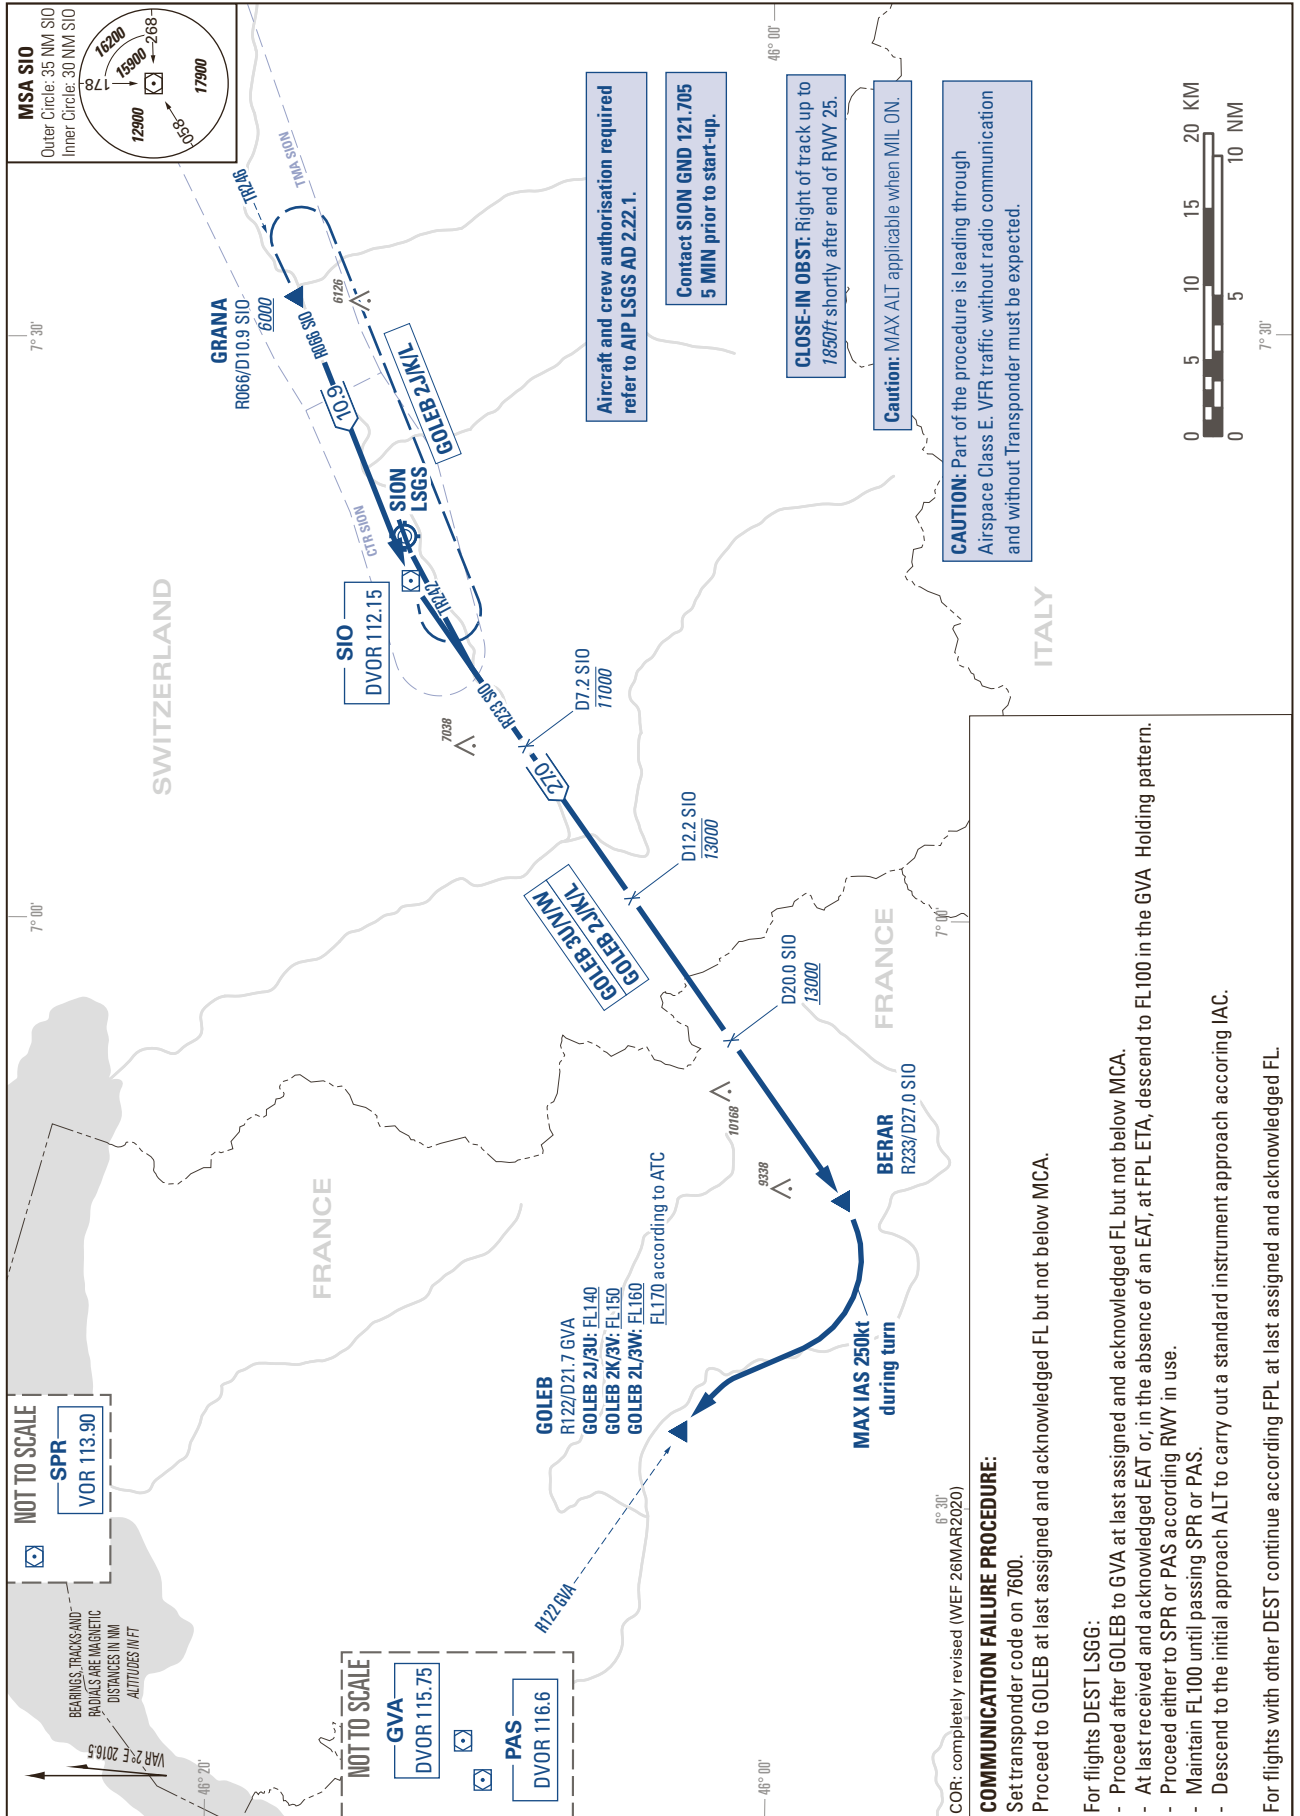 MSA SIO
Outer Circle: 35 NM SIO
Inner Circle: 30 NM SIO
16200
15900
178
268
12900
058
17900
46° 00'
TR246
TMA SION
7° 30'
GRANA
R066/D10.9 SIO
6000
R066 SIO
10.9
6126
GOLEB 2J/K/L
Aircraft and crew authorisation required
refer to AIP LSGS AD 2.22.1.
Contact SION GND 121.705
5 MIN prior to start-up.
CLOSE-IN OBST: Right of track up to
1850ft shortly after end of RWY 25.
Caution: MAX ALT applicable when MIL ON.
CAUTION: Part of the procedure is leading through
Airspace Class E. VFR traffic without radio communication
and without Transponder must be expected.
0 5 10 15 20 KM
0 5 10 NM
7° 30'
CTR SION
SION
LSGS
SIO
DVOR 112.15
TR242
R233 SIO
SWITZERLAND
ITALY
7038
D7.2 SIO
11000
27.0
D12.2 SIO
13000
7° 00'
GOLEB 3U/V/W
GOLEB 2J/K/L
FRANCE
7° 00'
D20.0 SIO
13000
10168
9338
BERAR
R233/D27.0 SIO
FRANCE
GOLEB
R122/D21.7 GVA
GOLEB 2J/3U: FL140
GOLEB 2K/3V: FL150
GOLEB 2L/3W: FL160
FL170 according to ATC
MAX IAS 250kt
during turn
R122 GVA
NOT TO SCALE
SPR
VOR 113.90
BEARINGS, TRACKS AND
RADIALS ARE MAGNETIC
DISTANCES IN NM
ALTITUDES IN FT
VAR 2° E 2016.5
46° 20'
NOT TO SCALE
GVA
DVOR 115.75
PAS
DVOR 116.6
46° 00'
6° 30'
COR: completely revised (WEF 26MAR2020)
COMMUNICATION FAILURE PROCEDURE:
Set transponder code on 7600.
Proceed to GOLEB at last assigned and acknowledged FL but not below MCA.
For flights DEST LSGG:
- Proceed after GOLEB to GVA at last assigned and acknowledged FL but not below MCA.
- At last received and acknowledged EAT or, in the absence of an EAT, at FPL ETA, descend to FL100 in the GVA Holding pattern.
- Proceed either to SPR or PAS according RWY in use.
- Maintain FL100 until passing SPR or PAS.
- Descend to the initial approach ALT to carry out a standard instrument approach accoring IAC.
For flights with other DEST continue according FPL at last assigned and acknowledged FL.